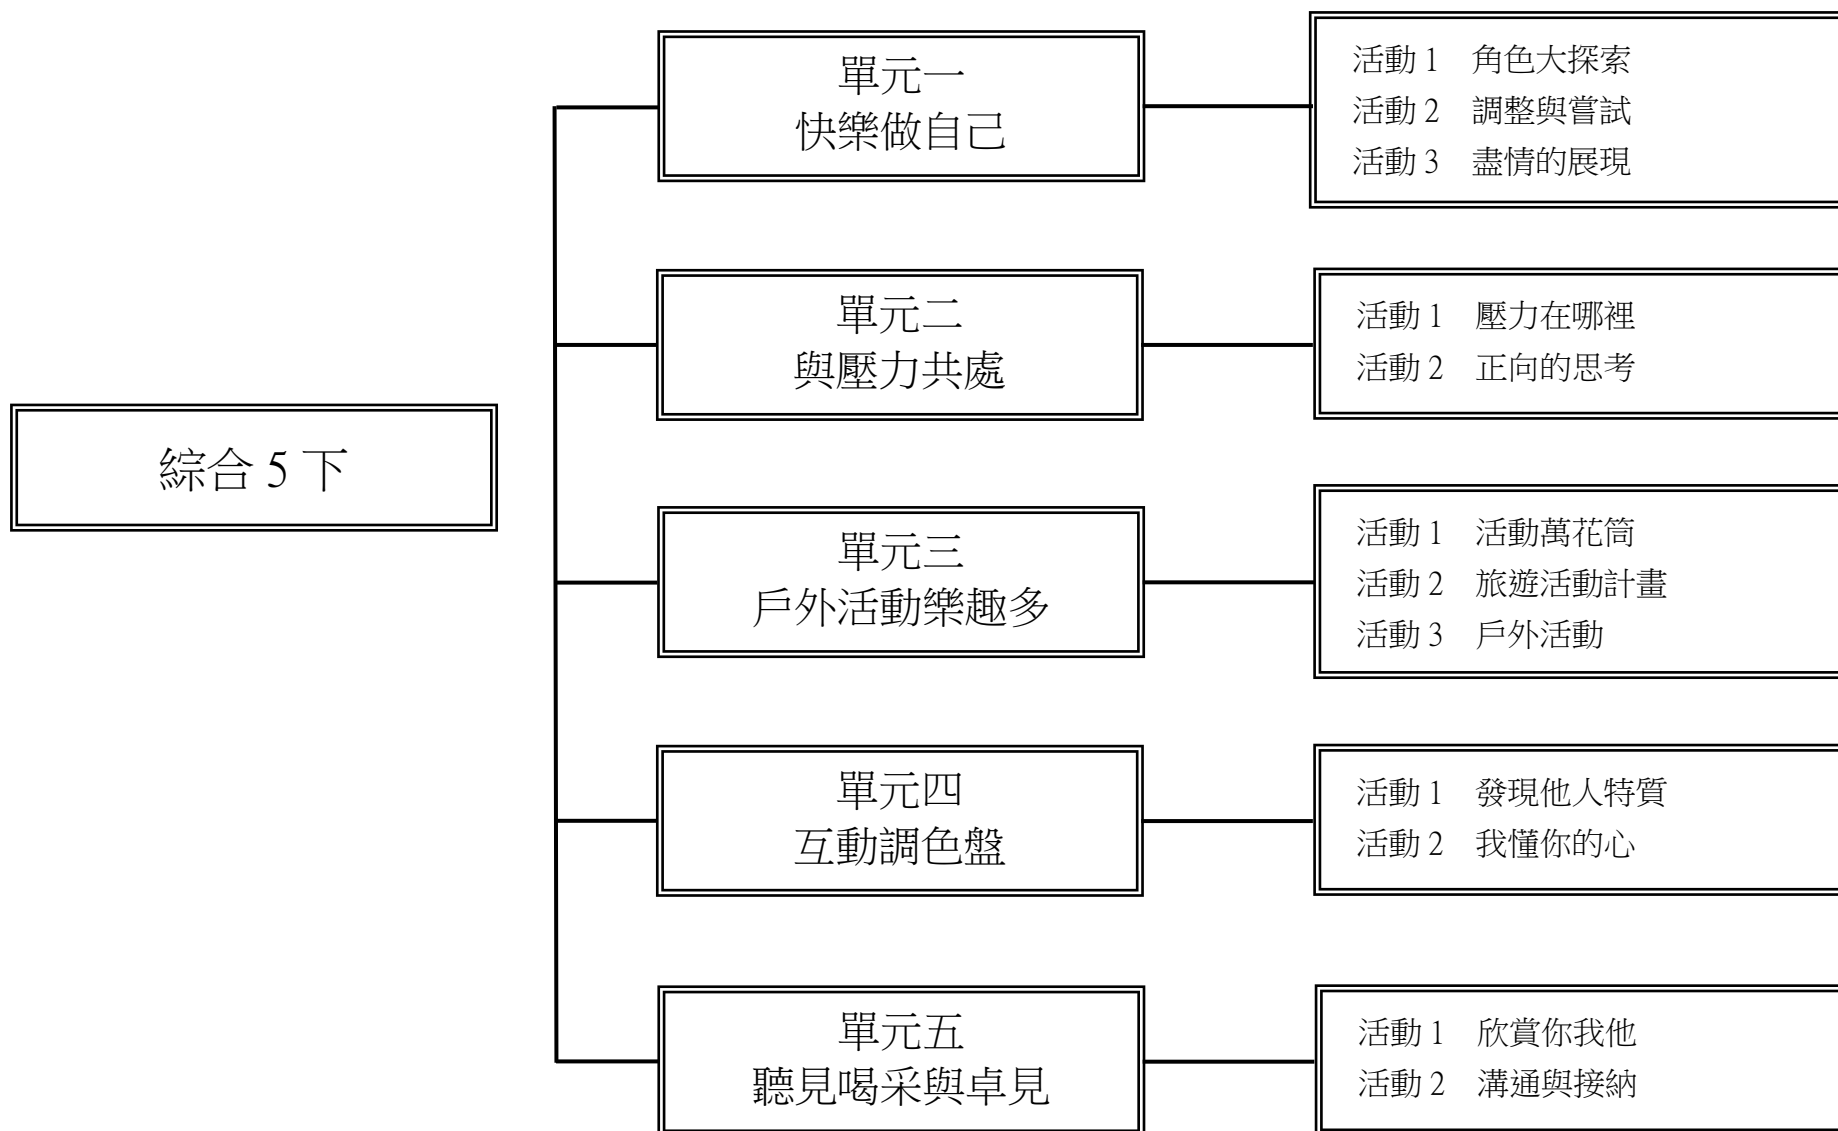 綜合 5 下
單元一
快樂做自己
活動 1　角色大探索
活動 2　調整與嘗試
活動 3　盡情的展現
單元二
與壓力共處
活動 1　壓力在哪裡
活動 2　正向的思考
單元三
戶外活動樂趣多
活動 1　活動萬花筒
活動 2　旅遊活動計畫
活動 3　戶外活動
單元四
互動調色盤
活動 1　發現他人特質
活動 2　我懂你的心
單元五
聽見喝采與卓見
活動 1　欣賞你我他
活動 2　溝通與接納